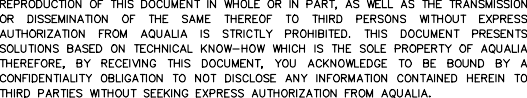 REPRODUCTION OF THIS DOCUMENT IN WHOLE OR IN PART, AS WELL AS THE TRANSMISSION
OR DISSEMINATION OF THE SAME THEREOF TO THIRD PERSONS WITHOUT EXPRESS
AUTHORIZATION FROM AQUALIA IS STRICTLY PROHIBITED. THIS DOCUMENT PRESENTS
SOLUTIONS BASED ON TECHNICAL KNOW-HOW WHICH IS THE SOLE PROPERTY OF AQUALIA
THEREFORE, BY RECEIVING THIS DOCUMENT, YOU ACKNOWLEDGE TO BE BOUND BY A
CONFIDENTIALITY OBLIGATION TO NOT DISCLOSE ANY INFORMATION CONTAINED HEREIN TO
THIRD PARTIES WITHOUT SEEKING EXPRESS AUTHORIZATION FROM AQUALIA.